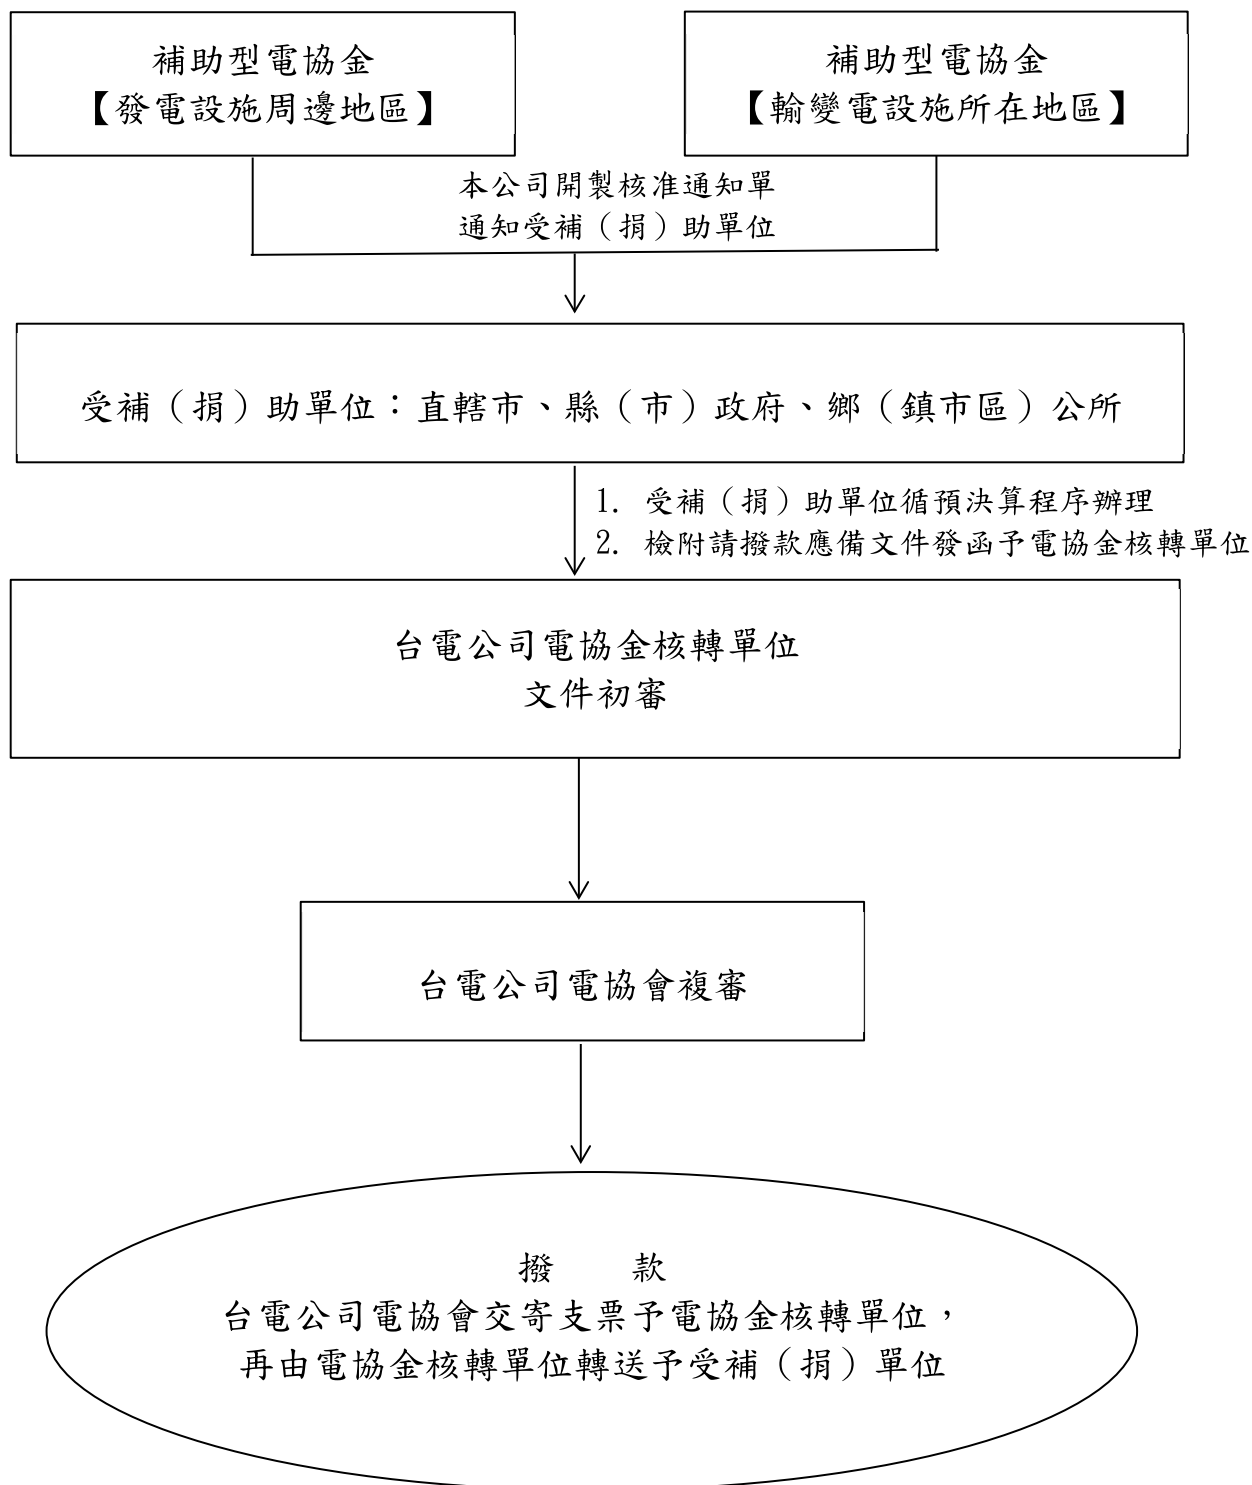 補助型電協金
【發電設施周邊地區】
補助型電協金
【輸變電設施所在地區】
本公司開製核准通知單
通知受補（捐）助單位
受補（捐）助單位：直轄市、縣（市）政府、鄉（鎮市區）公所
1. 受補（捐）助單位循預決算程序辦理
2. 檢附請撥款應備文件發函予電協金核轉單位
台電公司電協金核轉單位
文件初審
台電公司電協會複審
撥　　款
台電公司電協會交寄支票予電協金核轉單位，
再由電協金核轉單位轉送予受補（捐）單位